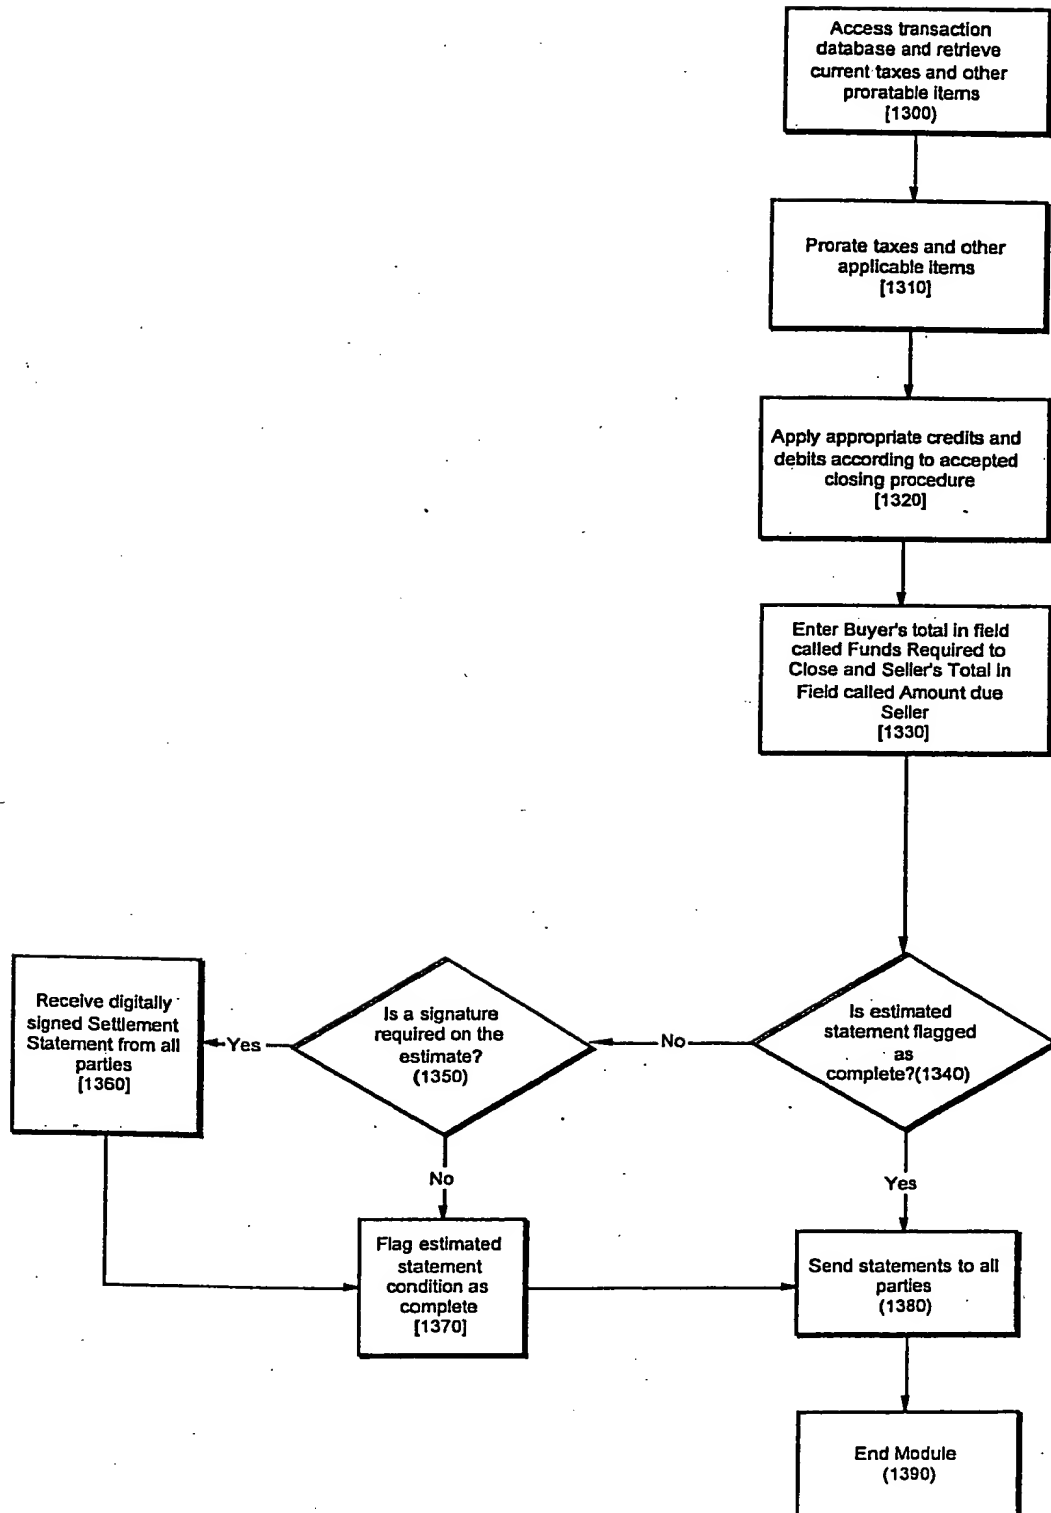 Access transaction
database and retrieve
current taxes and other
proratable items
[1300)
Prorate taxes and other
applicable items
[1310]
Apply appropriate credits and
debits according to accepted
closing procedure
[1320]
Enter Buyer's total in field
called Funds Required to
Close and Seller's Total in
Field called Amount due
Seller
[1330]
Is estimated
statement flagged
as
complete?(1340)
No
Is a signature
required on the
estimate?
(1350)
Yes
Receive digitally
signed Settlement
Statement from all
parties
[1360]
No
Yes
Flag estimated
statement
condition as
complete
[1370]
Send statements to all
parties
(1380)
End Module
(1390)